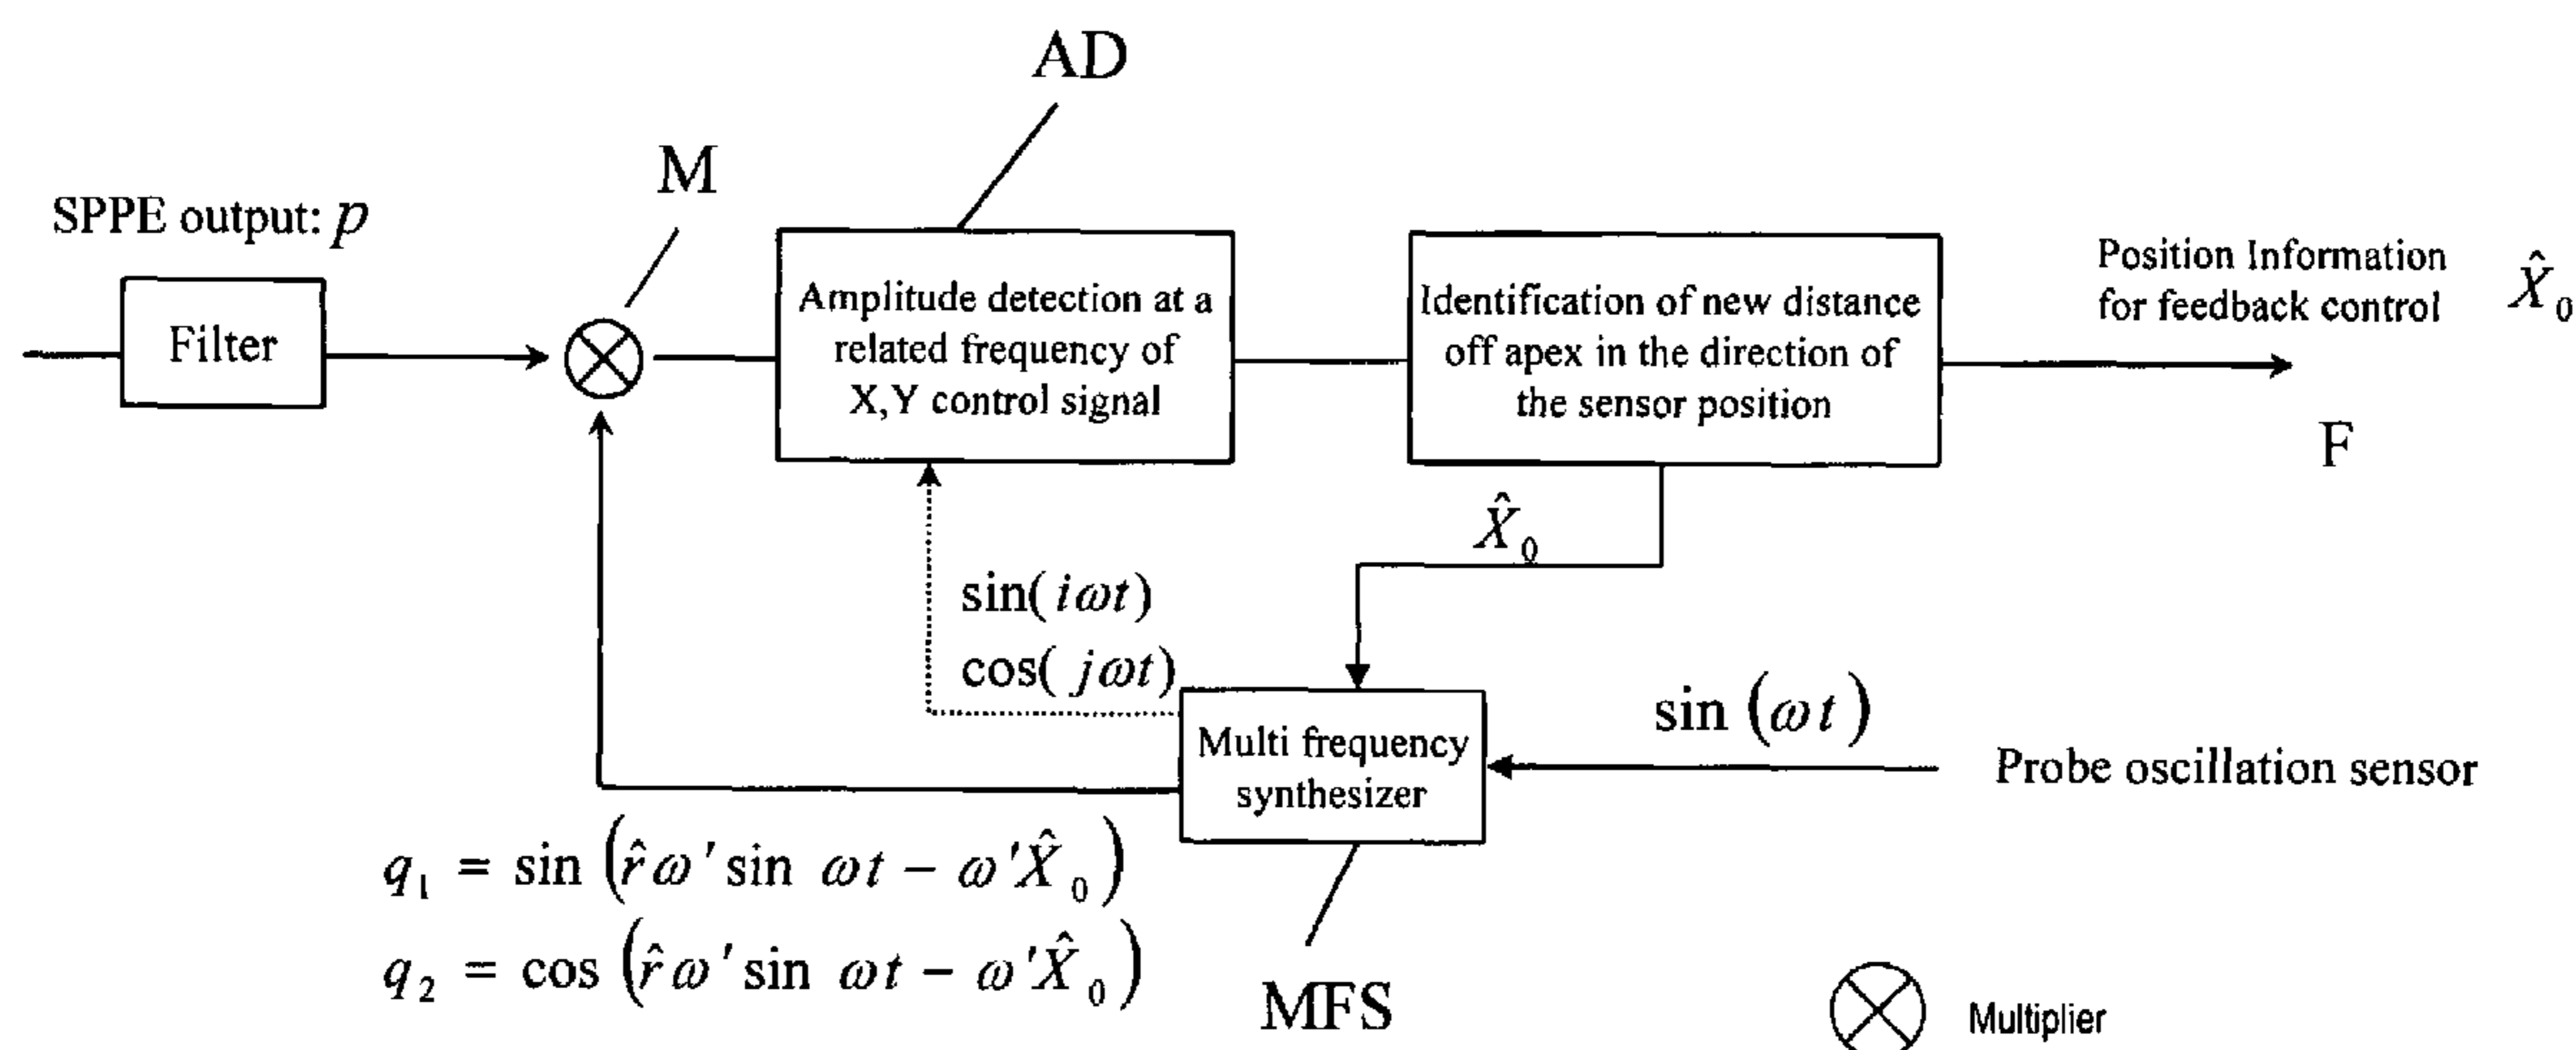 AD
M
SPPE output: p
Filter
Amplitude detection at a
related frequency of
X,Y control signal
Identification of new distance
off apex in the direction of
the sensor position
Position Information
for feedback control
X̂₀
F
X̂₀
sin(iωt)
cos(jωt)
Multi frequency
synthesizer
sin (ωt)
Probe oscillation sensor
q₁ = sin (r̂ω'sin ωt − ω'X̂₀)
q₂ = cos (r̂ω'sin ωt − ω'X̂₀)
MFS
Multiplier